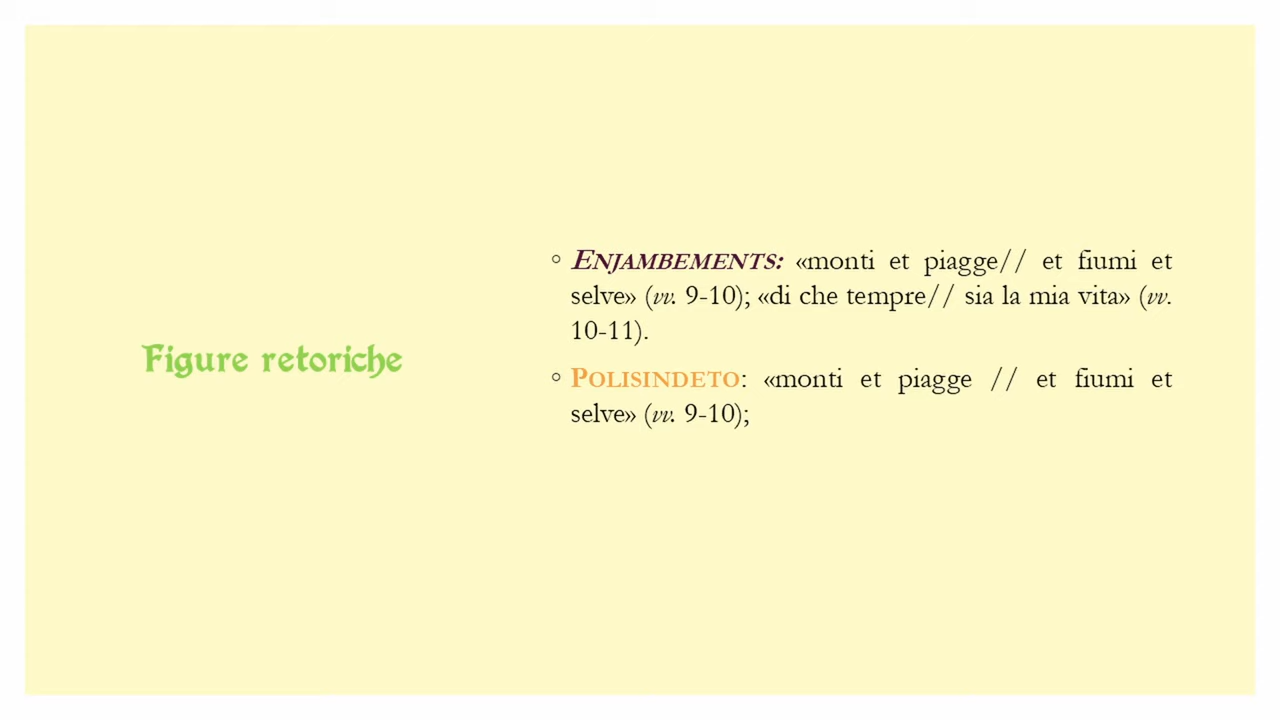 Figure retoriche
◦ ENJAMBEMENTS: «monti et piagge// et fiumi et
selve» (vv. 9-10); «di che tempre// sia la mia vita» (vv.
10-11).
◦ POLISINDETO: «monti et piagge // et fiumi et
selve» (vv. 9-10);